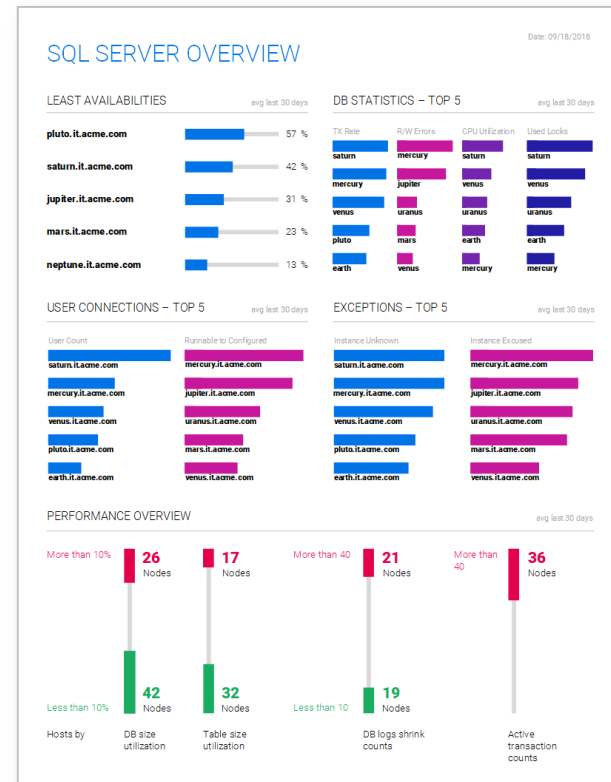 Date: 09/18/2018
SQL SERVER OVERVIEW
LEAST AVAILABILITIES
avg last 30 days
pluto.it.acme.com
57 %
saturn.it.acme.com
42 %
jupiter.it.acme.com
31 %
mars.it.acme.com
23 %
neptune.it.acme.com
13 %
DB STATISTICS – TOP 5
avg last 30 days
TX Rate
saturn
mercury
venus
pluto
earth
R/W Errors
mercury
jupiter
uranus
mars
venus
CPU Utilization
saturn
venus
uranus
earth
mercury
Used Locks
saturn
venus
uranus
earth
mercury
USER CONNECTIONS – TOP 5
avg last 30 days
User Count
saturn.it.acme.com
mercury.it.acme.com
venus.it.acme.com
pluto.it.acme.com
earth.it.acme.com
Runnable to Configured
mercury.it.acme.com
jupiter.it.acme.com
uranus.it.acme.com
mars.it.acme.com
venus.it.acme.com
EXCEPTIONS – TOP 5
avg last 30 days
Instance Unknown
saturn.it.acme.com
mercury.it.acme.com
venus.it.acme.com
pluto.it.acme.com
earth.it.acme.com
Instance Excused
mercury.it.acme.com
jupiter.it.acme.com
uranus.it.acme.com
mars.it.acme.com
venus.it.acme.com
PERFORMANCE OVERVIEW
avg last 30 days
More than 10%
26
Nodes
17
Nodes
More than 40
21
Nodes
More than
40
36
Nodes
Less than 10%
42
Nodes
32
Nodes
Less than 10
19
Nodes
Hosts by
DB size
utilization
Table size
utilization
DB logs shrink
counts
Active
transaction
counts